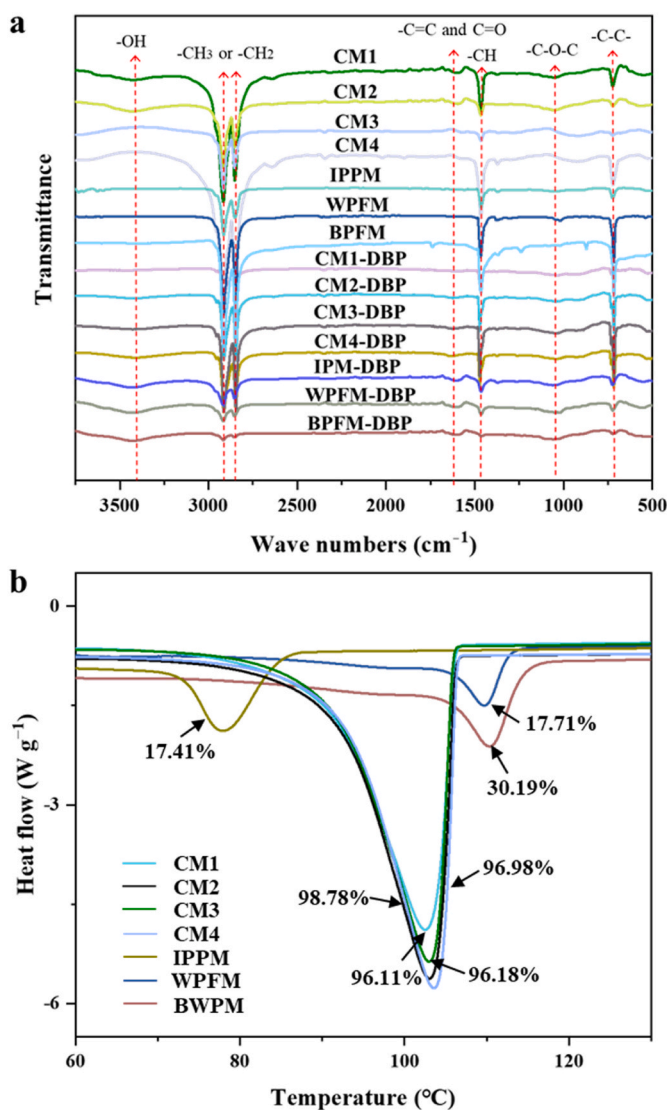 a
-C=C and C=O
-OH
-CH3 or -CH2
-CH
-C-O-C
-C-C-
CM1
CM2
CM3
CM4
IPPM
WPFM
BPFM
CM1-DBP
CM2-DBP
CM3-DBP
CM4-DBP
IPM-DBP
WPFM-DBP
BPFM-DBP
Transmittance
3500 3000 2500 2000 1500 1000 500
Wave numbers (cm⁻¹)
b
0
-3
-6
Heat flow (W g⁻¹)
17.41%
17.71%
30.19%
98.78%
96.98%
96.11%
96.18%
CM1
CM2
CM3
CM4
IPPM
WPFM
BWPM
60 80 100 120
Temperature (°C)